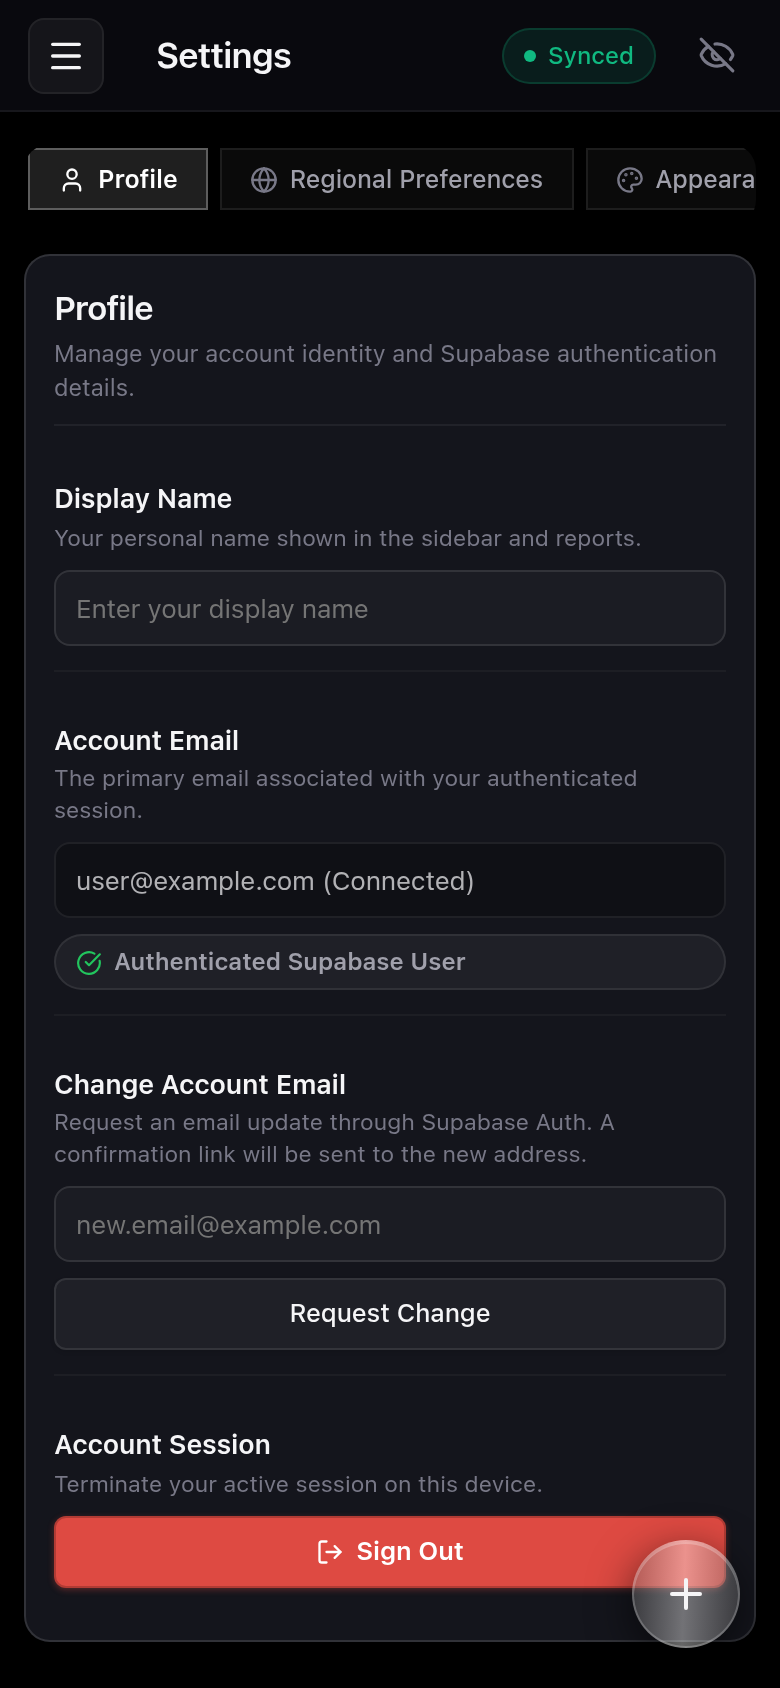 Settings
Synced
Profile
Regional Preferences
Appeara
Profile
Manage your account identity and Supabase authentication
details.
Display Name
Your personal name shown in the sidebar and reports.
Enter your display name
Account Email
The primary email associated with your authenticated
session.
user@example.com (Connected)
Authenticated Supabase User
Change Account Email
Request an email update through Supabase Auth. A
confirmation link will be sent to the new address.
new.email@example.com
Request Change
Account Session
Terminate your active session on this device.
Sign Out